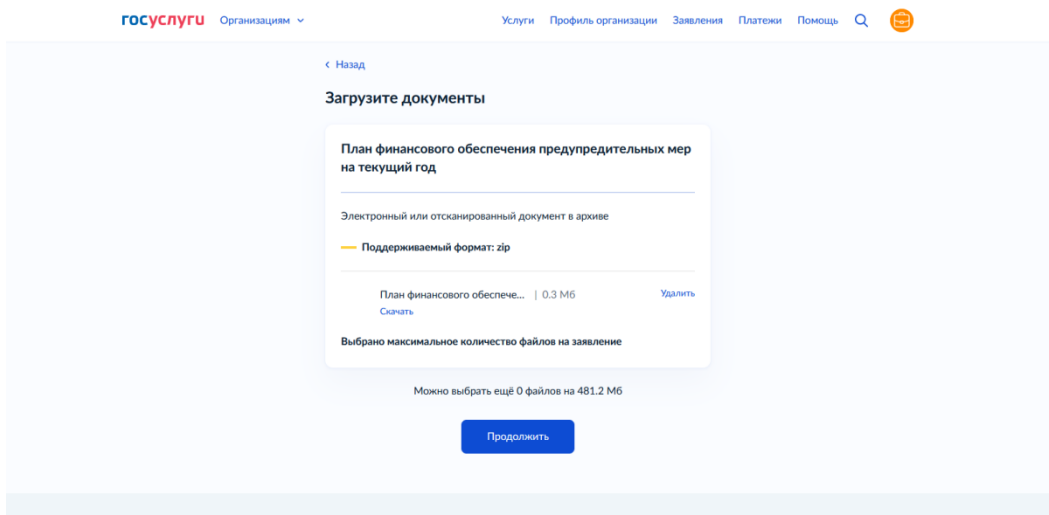 госуслуги Организациям Услуги Профиль организации Заявления Платежи Помощь
Назад
Загрузите документы
План финансового обеспечения предупредительных мер
на текущий год
Электронный или отсканированный документ в архиве
Поддерживаемый формат: zip
План финансового обеспече... | 0.3 Мб Удалить
Скачать
Выбрано максимальное количество файлов на заявление
Можно выбрать ещё 0 файлов на 481.2 Мб
Продолжить